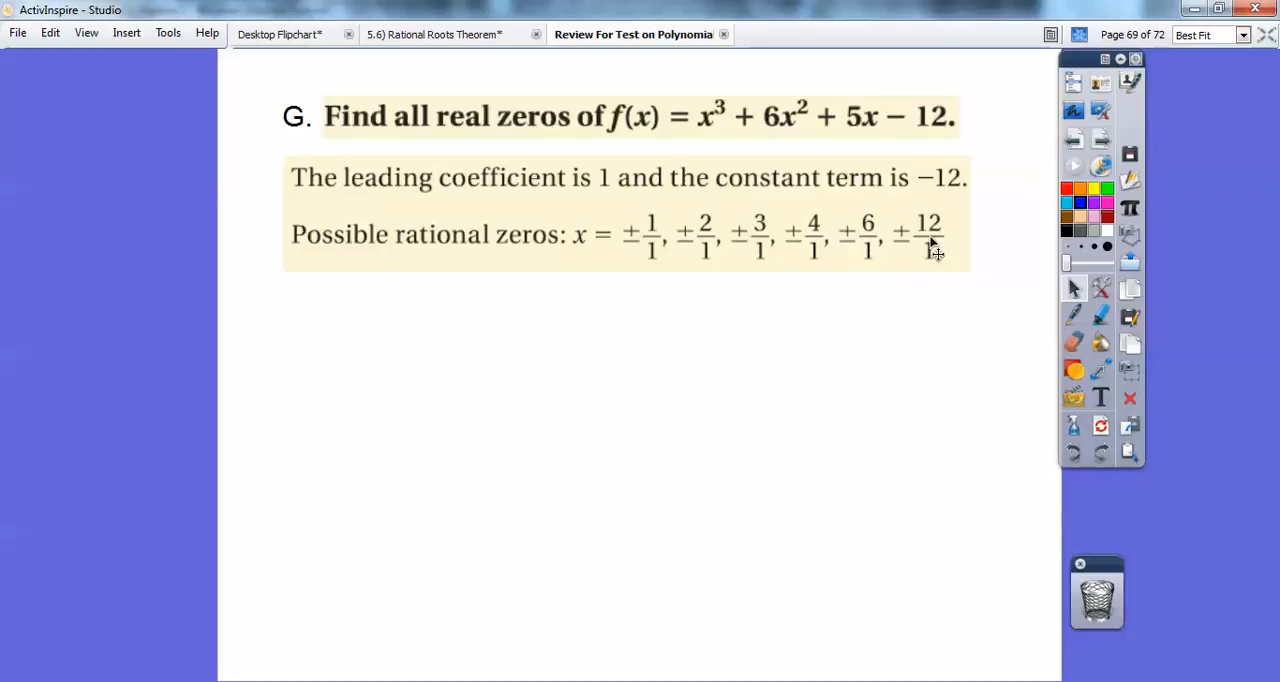 ActivInspire - Studio
File Edit View Insert Tools Help Desktop Flipchart* 5.6) Rational Roots Theorem* Review For Test on Polynomia Page 69 of 72 Best Fit
G. Find all real zeros of f(x) = x³ + 6x² + 5x − 12.
The leading coefficient is 1 and the constant term is −12.
Possible rational zeros: x = ± 1/1, ± 2/1, ± 3/1, ± 4/1, ± 6/1, ± 12/1